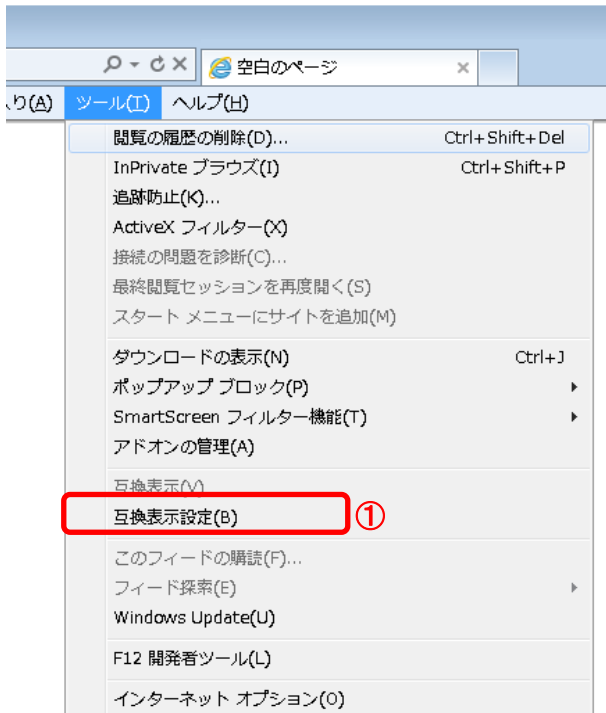 空白のページ
入り(A) ツール(T) ヘルプ(H)
閲覧の履歴の削除(D)... Ctrl+Shift+Del
InPrivate ブラウズ(I) Ctrl+Shift+P
追跡防止(K)...
ActiveX フィルター(X)
接続の問題を診断(C)...
最終閲覧セッションを再度開く(S)
スタート メニューにサイトを追加(M)
ダウンロードの表示(N) Ctrl+J
ポップアップ ブロック(P)
SmartScreen フィルター機能(T)
アドオンの管理(A)
互換表示(V)
互換表示設定(B) ①
このフィードの購読(F)...
フィード探索(E)
Windows Update(U)
F12 開発者ツール(L)
インターネット オプション(O)